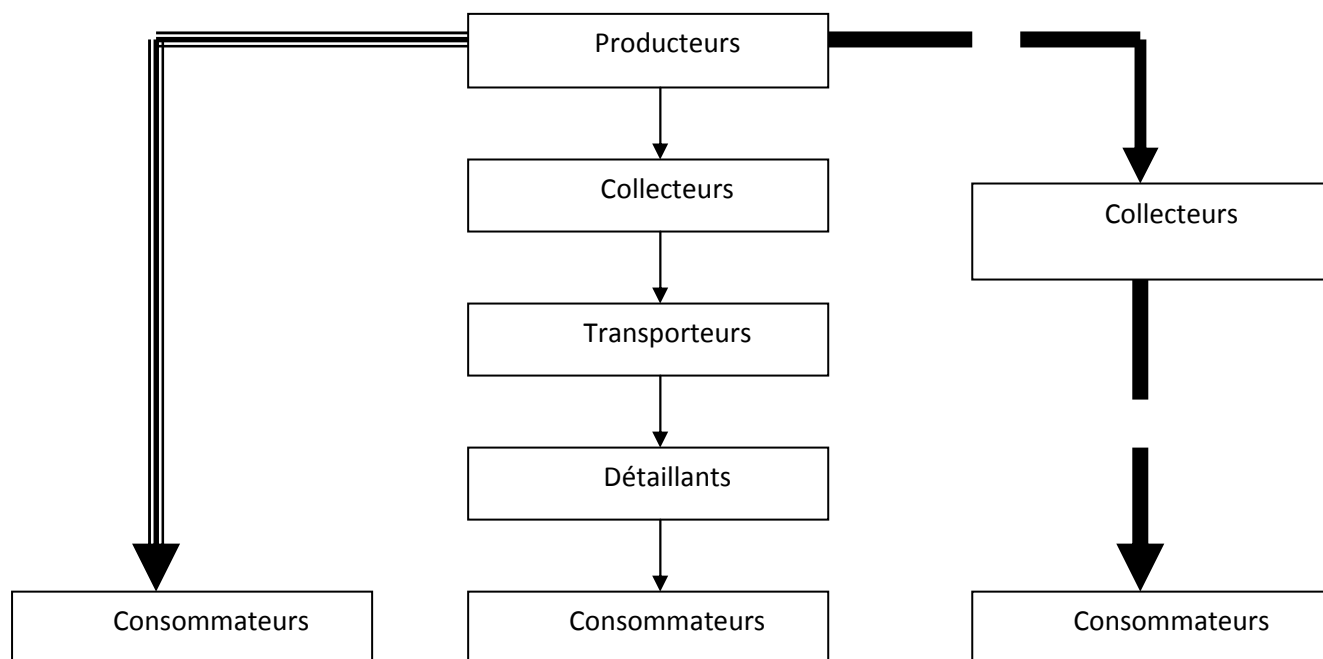 Producteurs
Collecteurs
Collecteurs
Transporteurs
Détaillants
Consommateurs
Consommateurs
Consommateurs